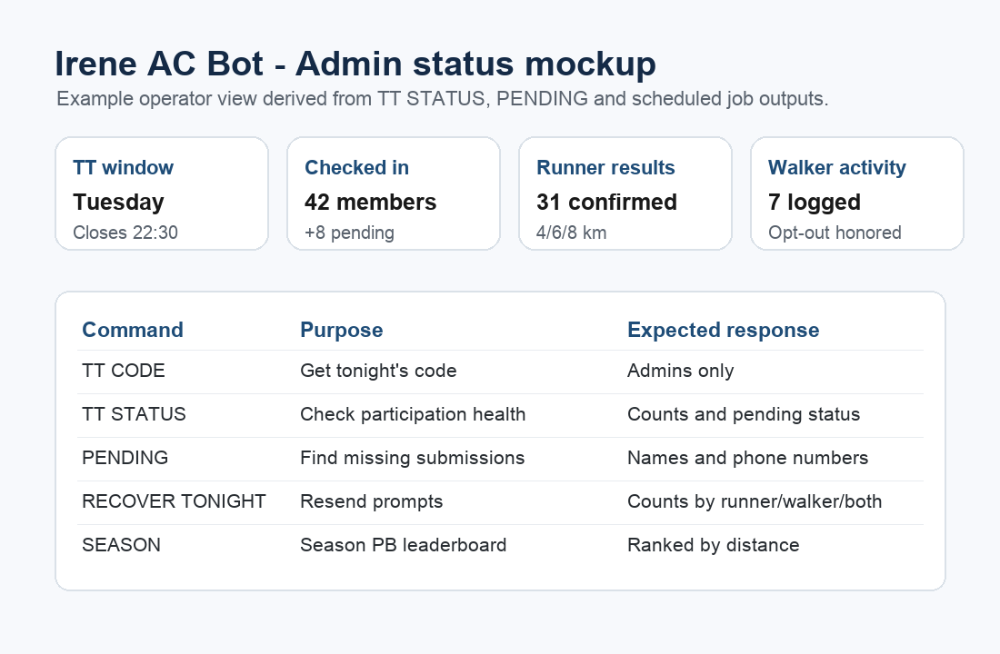 Irene AC Bot - Admin status mockup
Example operator view derived from TT STATUS, PENDING and scheduled job outputs.
TT window
Tuesday
Closes 22:30
Checked in
42 members
+8 pending
Runner results
31 confirmed
4/6/8 km
Walker activity
7 logged
Opt-out honored
Command Purpose Expected response
TT CODE Get tonight's code Admins only
TT STATUS Check participation health Counts and pending status
PENDING Find missing submissions Names and phone numbers
RECOVER TONIGHT Resend prompts Counts by runner/walker/both
SEASON Season PB leaderboard Ranked by distance